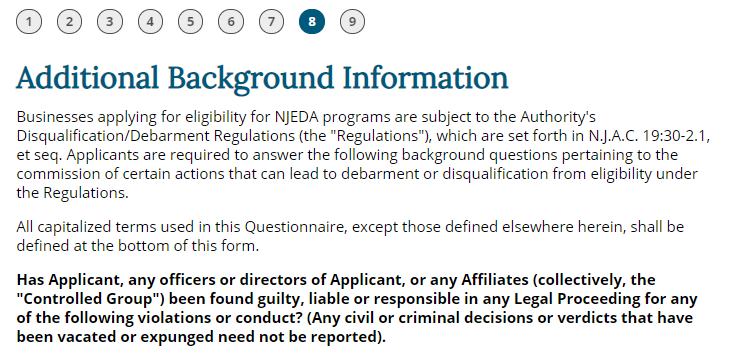 1 2 3 4 5 6 7 8 9
Additional Background Information
Businesses applying for eligibility for NJEDA programs are subject to the Authority's
Disqualification/Debarment Regulations (the "Regulations"), which are set forth in N.J.A.C. 19:30-2.1,
et seq. Applicants are required to answer the following background questions pertaining to the
commission of certain actions that can lead to debarment or disqualification from eligibility under
the Regulations.
All capitalized terms used in this Questionnaire, except those defined elsewhere herein, shall be
defined at the bottom of this form.
Has Applicant, any officers or directors of Applicant, or any Affiliates (collectively, the
"Controlled Group") been found guilty, liable or responsible in any Legal Proceeding for any
of the following violations or conduct? (Any civil or criminal decisions or verdicts that have
been vacated or expunged need not be reported).